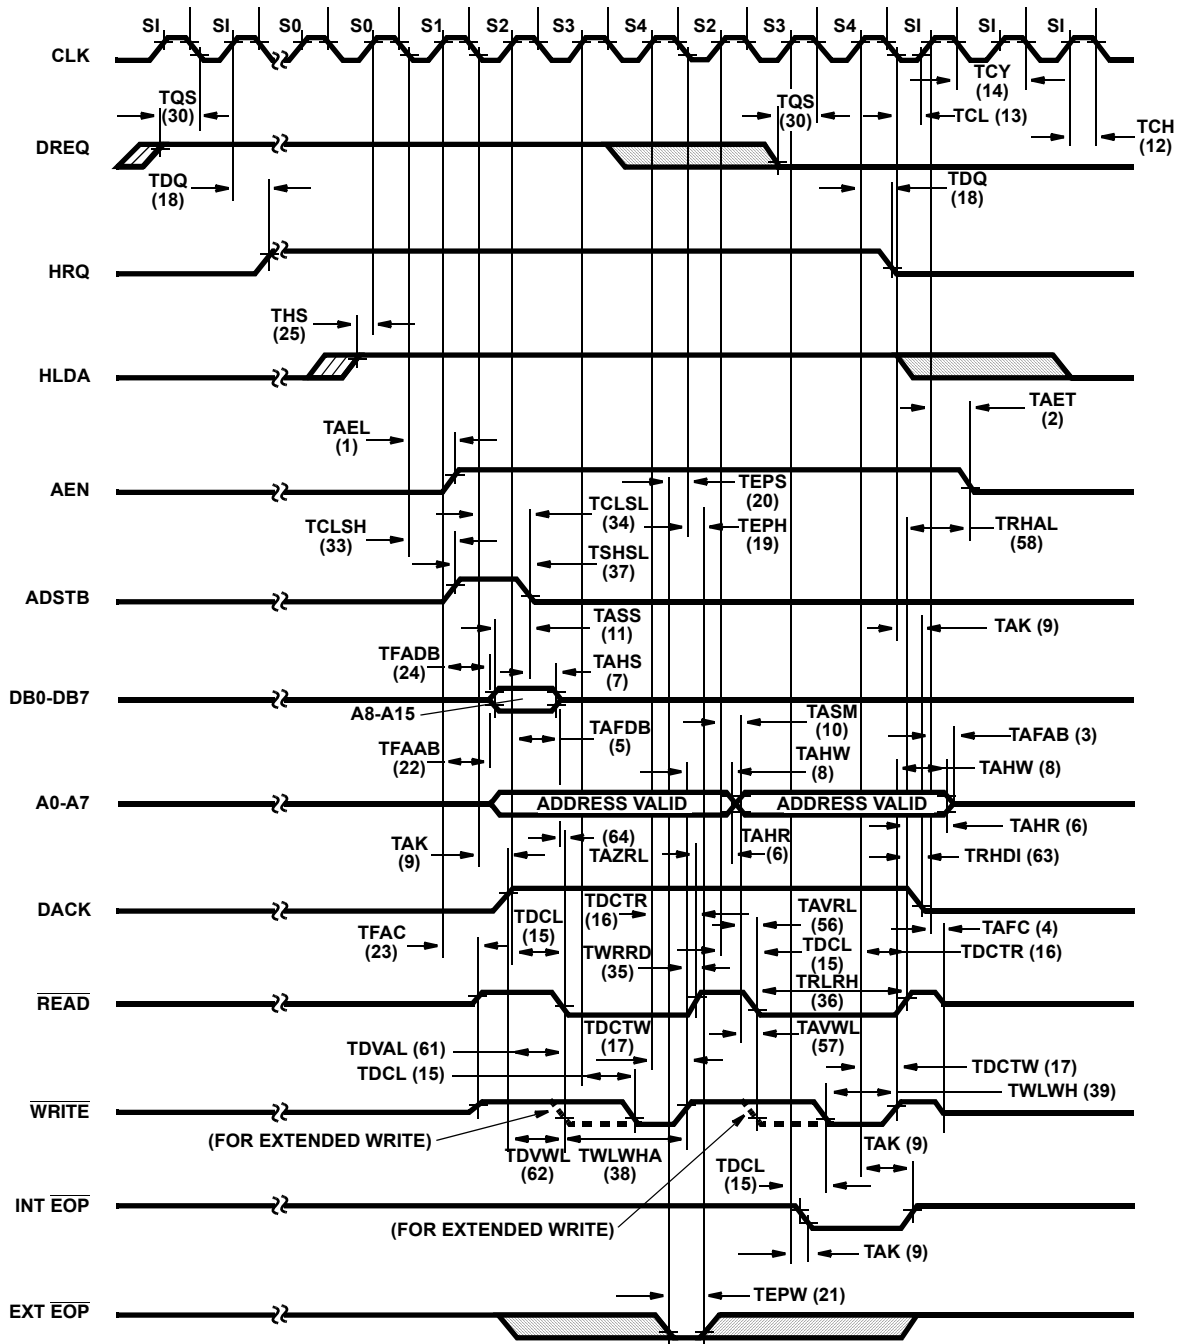 SI SI S0 S0 S1 S2 S3 S4 S2 S3 S4 SI SI SI
CLK
TQS
(30)
TQS
(30)
TCY
(14)
TCL (13)
TCH
(12)
DREQ
TDQ
(18)
TDQ
(18)
HRQ
THS
(25)
HLDA
TAET
(2)
TAEL
(1)
AEN
TEPS
(20)
TCLSL
(34)
TEPH
(19)
TCLSH
(33)
TRHAL
(58)
TSHSL
(37)
ADSTB
TASS
(11)
TAK (9)
TFADB
(24)
TAHS
(7)
DB0-DB7
A8-A15
TAFDB
(5)
TASM
(10)
TAFAB (3)
TFAAB
(22)
TAHW
(8)
TAHW (8)
A0-A7
ADDRESS VALID
ADDRESS VALID
TAHR (6)
TAK
(9)
(64)
TAZRL
TAHR
(6)
TRHDI (63)
DACK
TDCTR
(16)
TAVRL
(56)
TDCL
(15)
TAFC (4)
TFAC
(23)
TWRRD
(35)
TDCL
(15)
TDCTR (16)
READ
TRLRH
(36)
TDCTW
(17)
TAVWL
(57)
TDVAL (61)
TDCL (15)
TDCTW (17)
TWLWH (39)
WRITE
(FOR EXTENDED WRITE)
TDVWL
(62)
TWLWHA
(38)
TDCL
(15)
TAK (9)
INT EOP
(FOR EXTENDED WRITE)
TAK (9)
TEPW (21)
EXT EOP